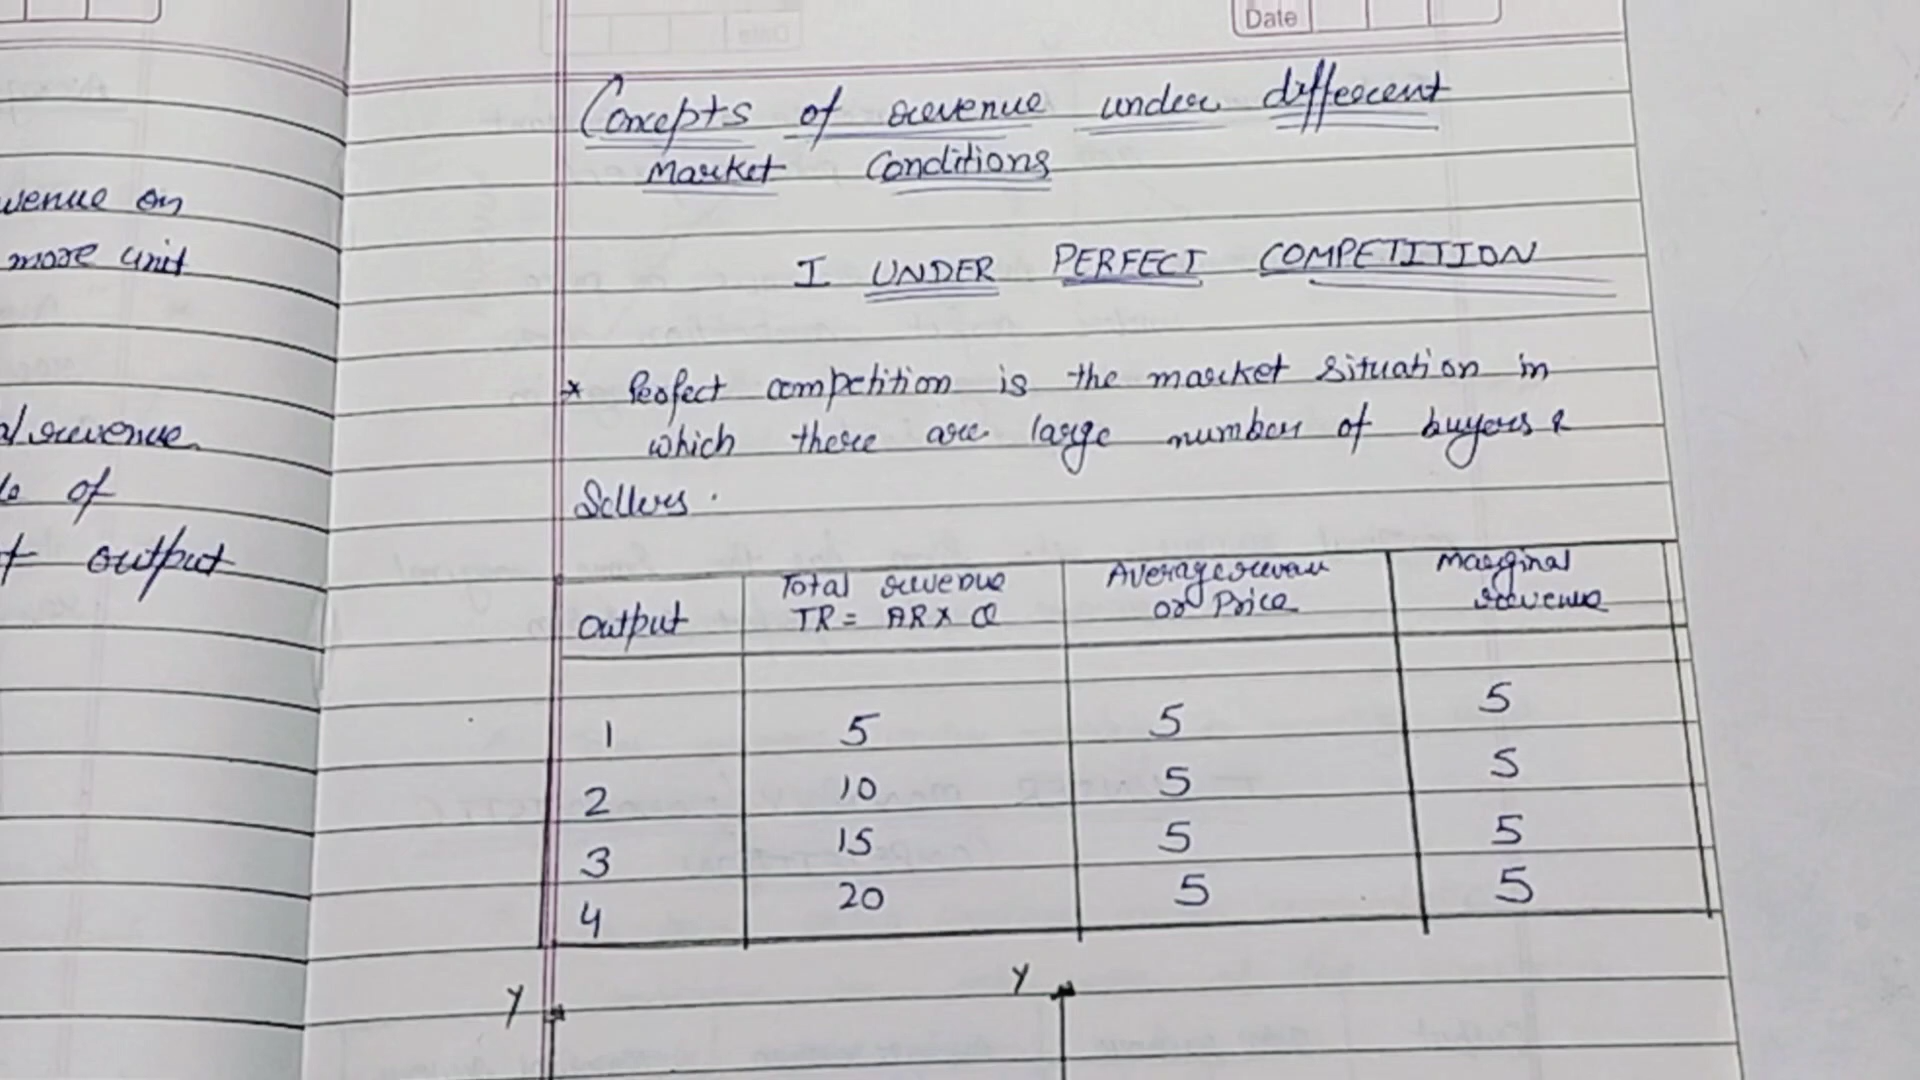 Date
Concepts of revenue under different
market Conditions
I UNDER PERFECT COMPETITION
* Perfect competition is the market situation in
which there are large number of buyers &
Sellers.
Output Total revenue TR = AR x Q Average revenue or Price Marginal revenue
1 5 5 5
2 10 5 5
3 15 5 5
4 20 5 5
Y Y
venue on
more unit
revenue
of
output